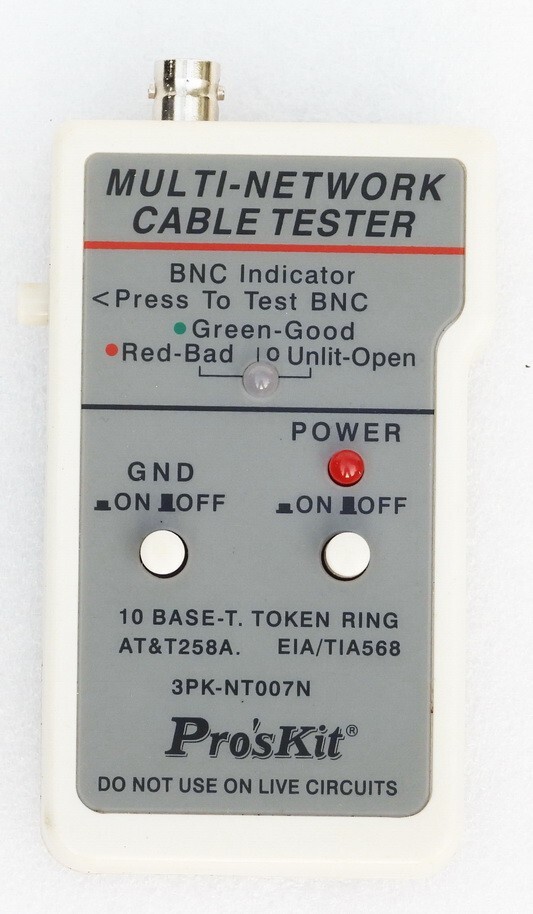 MULTI-NETWORK
CABLE TESTER
BNC Indicator
<Press To Test BNC
Green-Good
Red-Bad Unlit-Open
POWER
GND
ON OFF ON OFF
10 BASE-T. TOKEN RING
AT&T258A. EIA/TIA568
3PK-NT007N
Pro'sKit®
DO NOT USE ON LIVE CIRCUITS